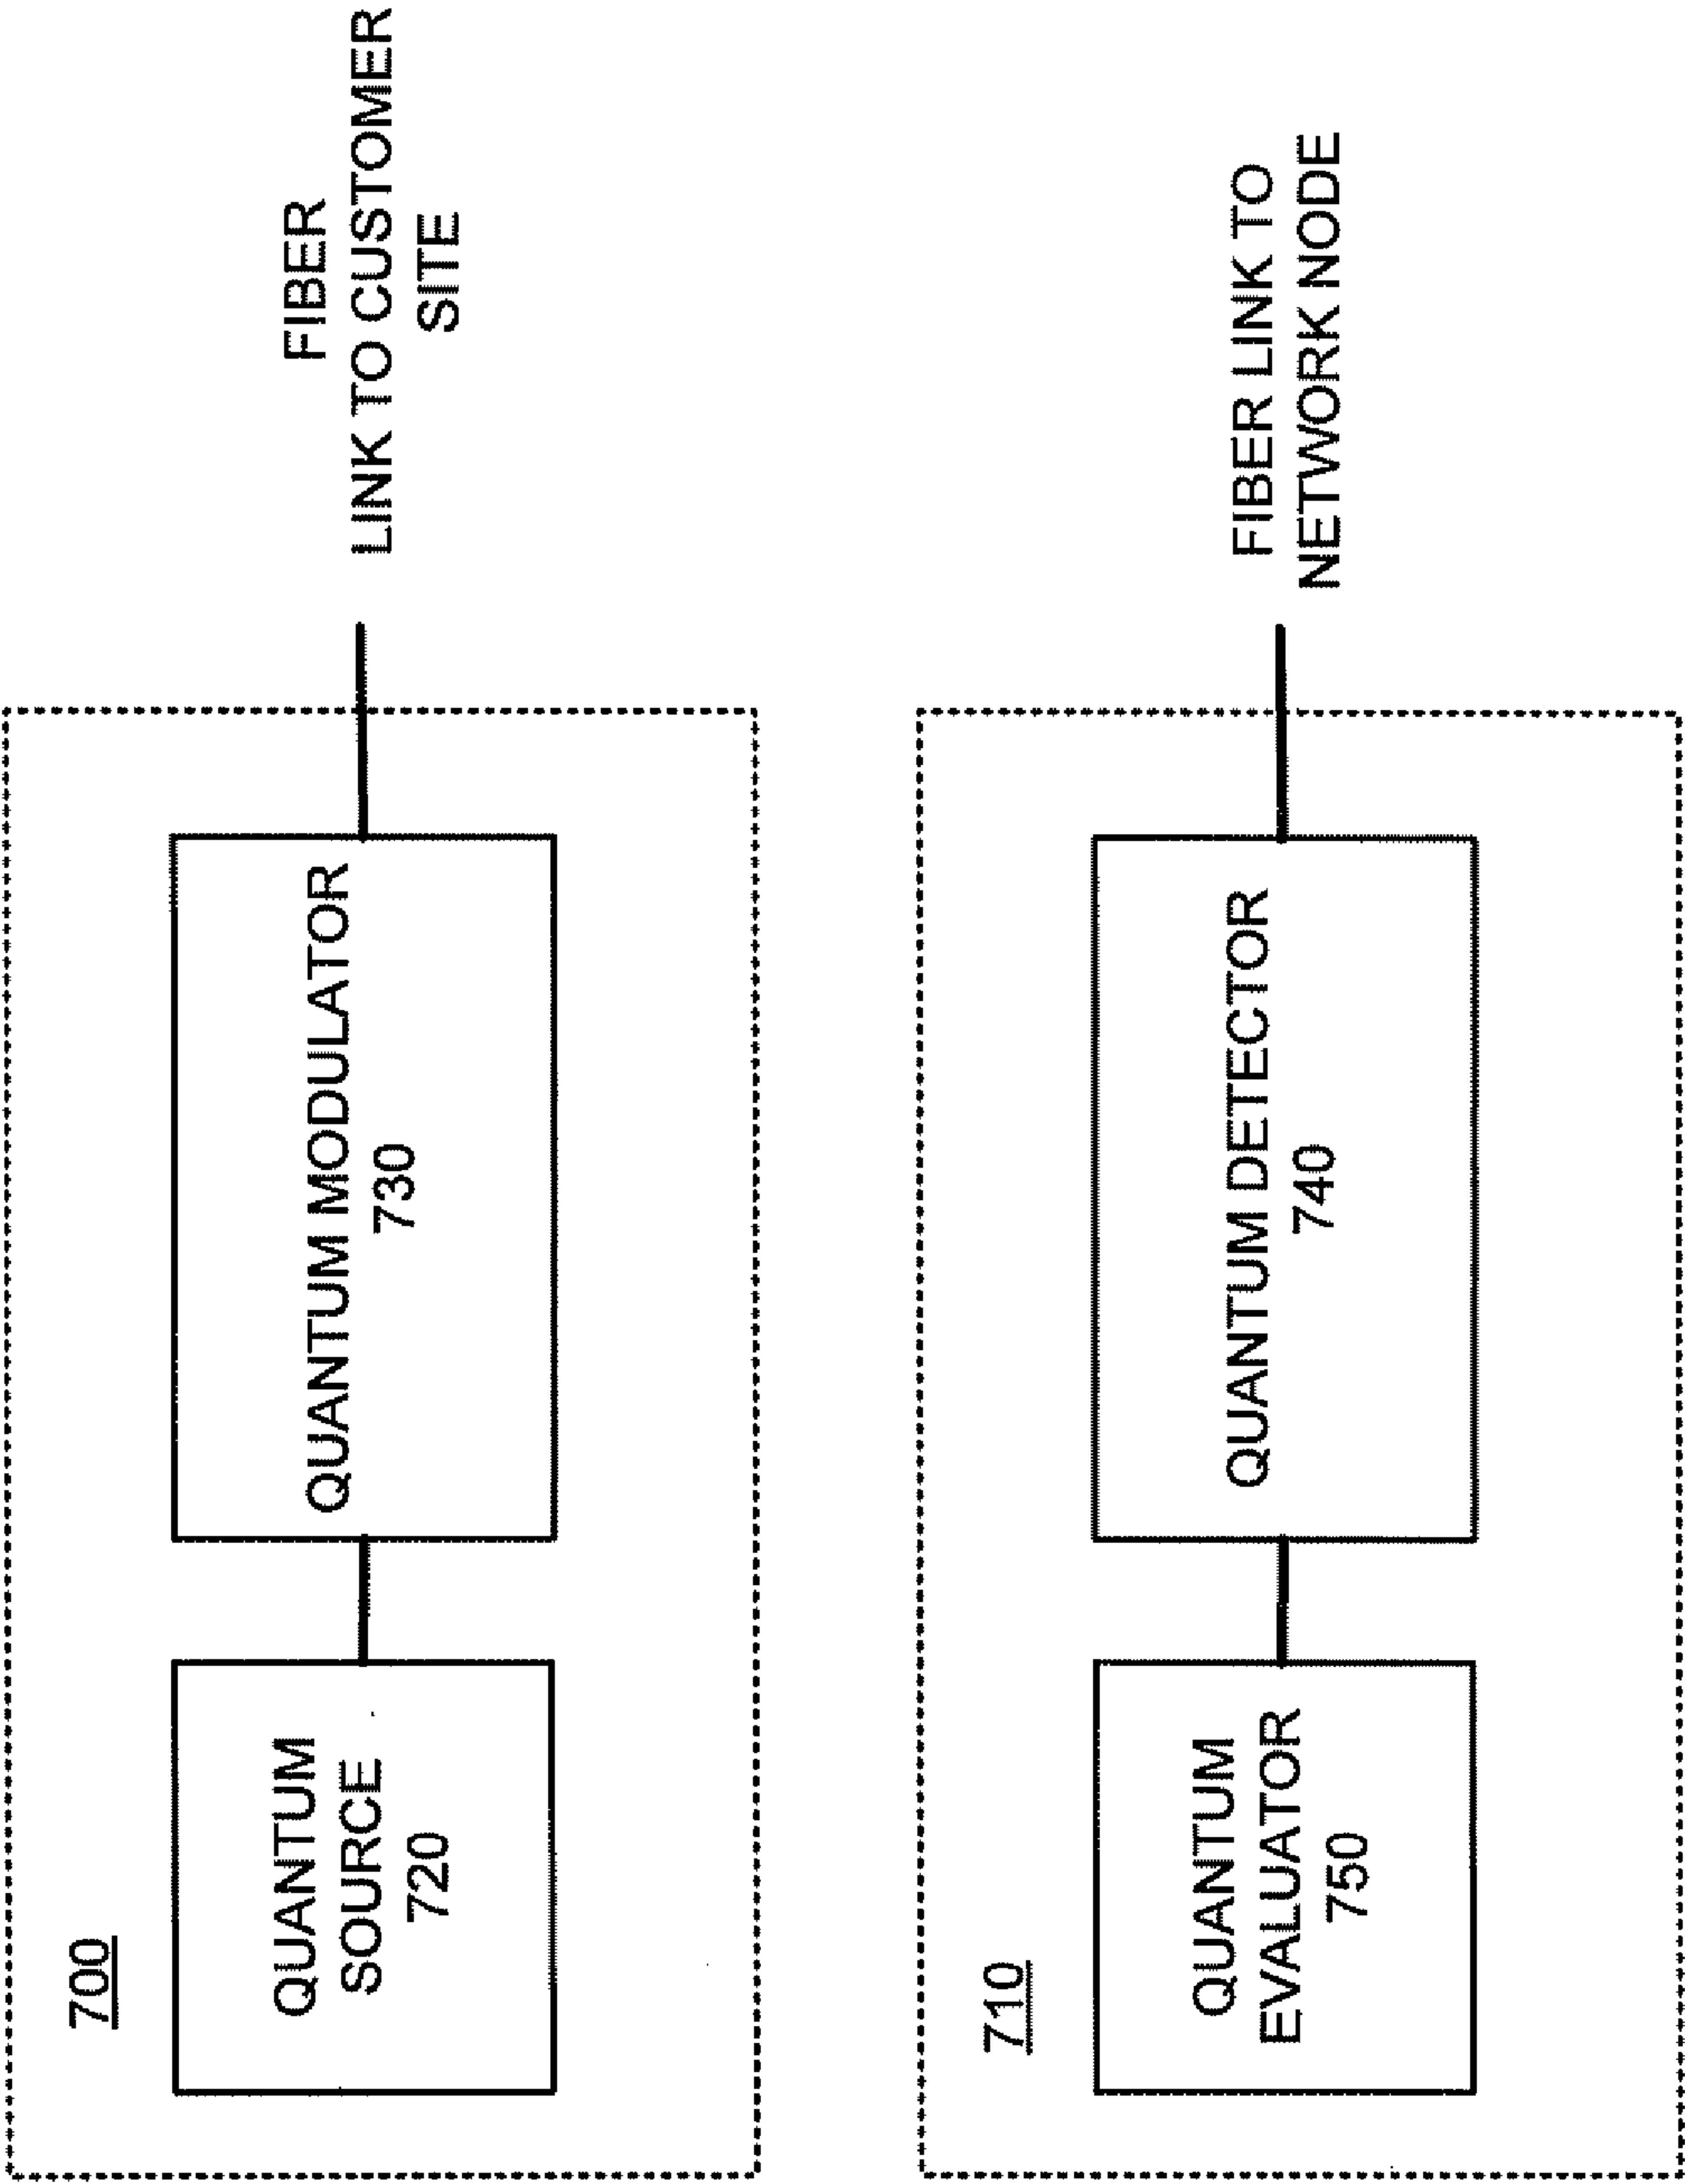 700
QUANTUM
SOURCE
720
QUANTUM MODULATOR
730
FIBER
LINK TO CUSTOMER
SITE
710
QUANTUM
EVALUATOR
750
QUANTUM DETECTOR
740
FIBER LINK TO
NETWORK NODE